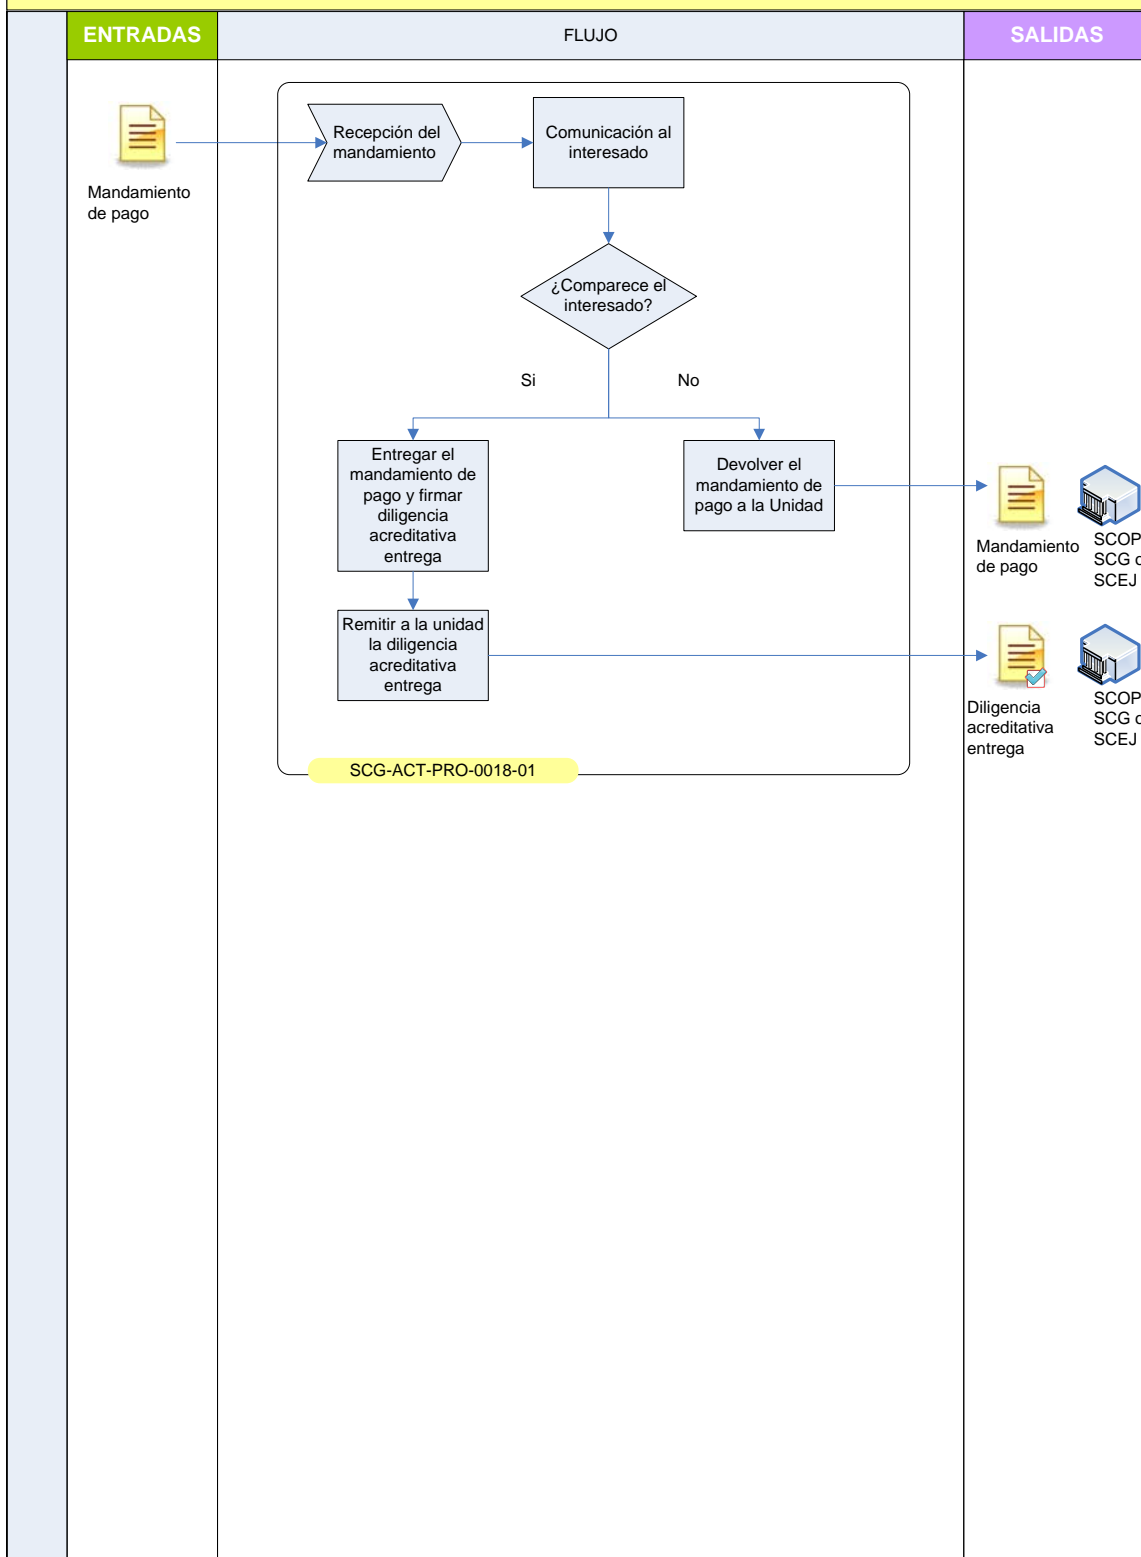 ENTRADAS
FLUJO
SALIDAS
Mandamiento
de pago
Recepción del
mandamiento
Comunicación al
interesado
¿Comparece el
interesado?
Si
No
Entregar el
mandamiento de
pago y firmar
diligencia
acreditativa
entrega
Devolver el
mandamiento de
pago a la Unidad
Mandamiento
de pago
SCOP
SCG
SCEJ
Remitir a la unidad
la diligencia
acreditativa
entrega
Diligencia
acreditativa
entrega
SCOP
SCG
SCEJ
SCG-ACT-PRO-0018-01